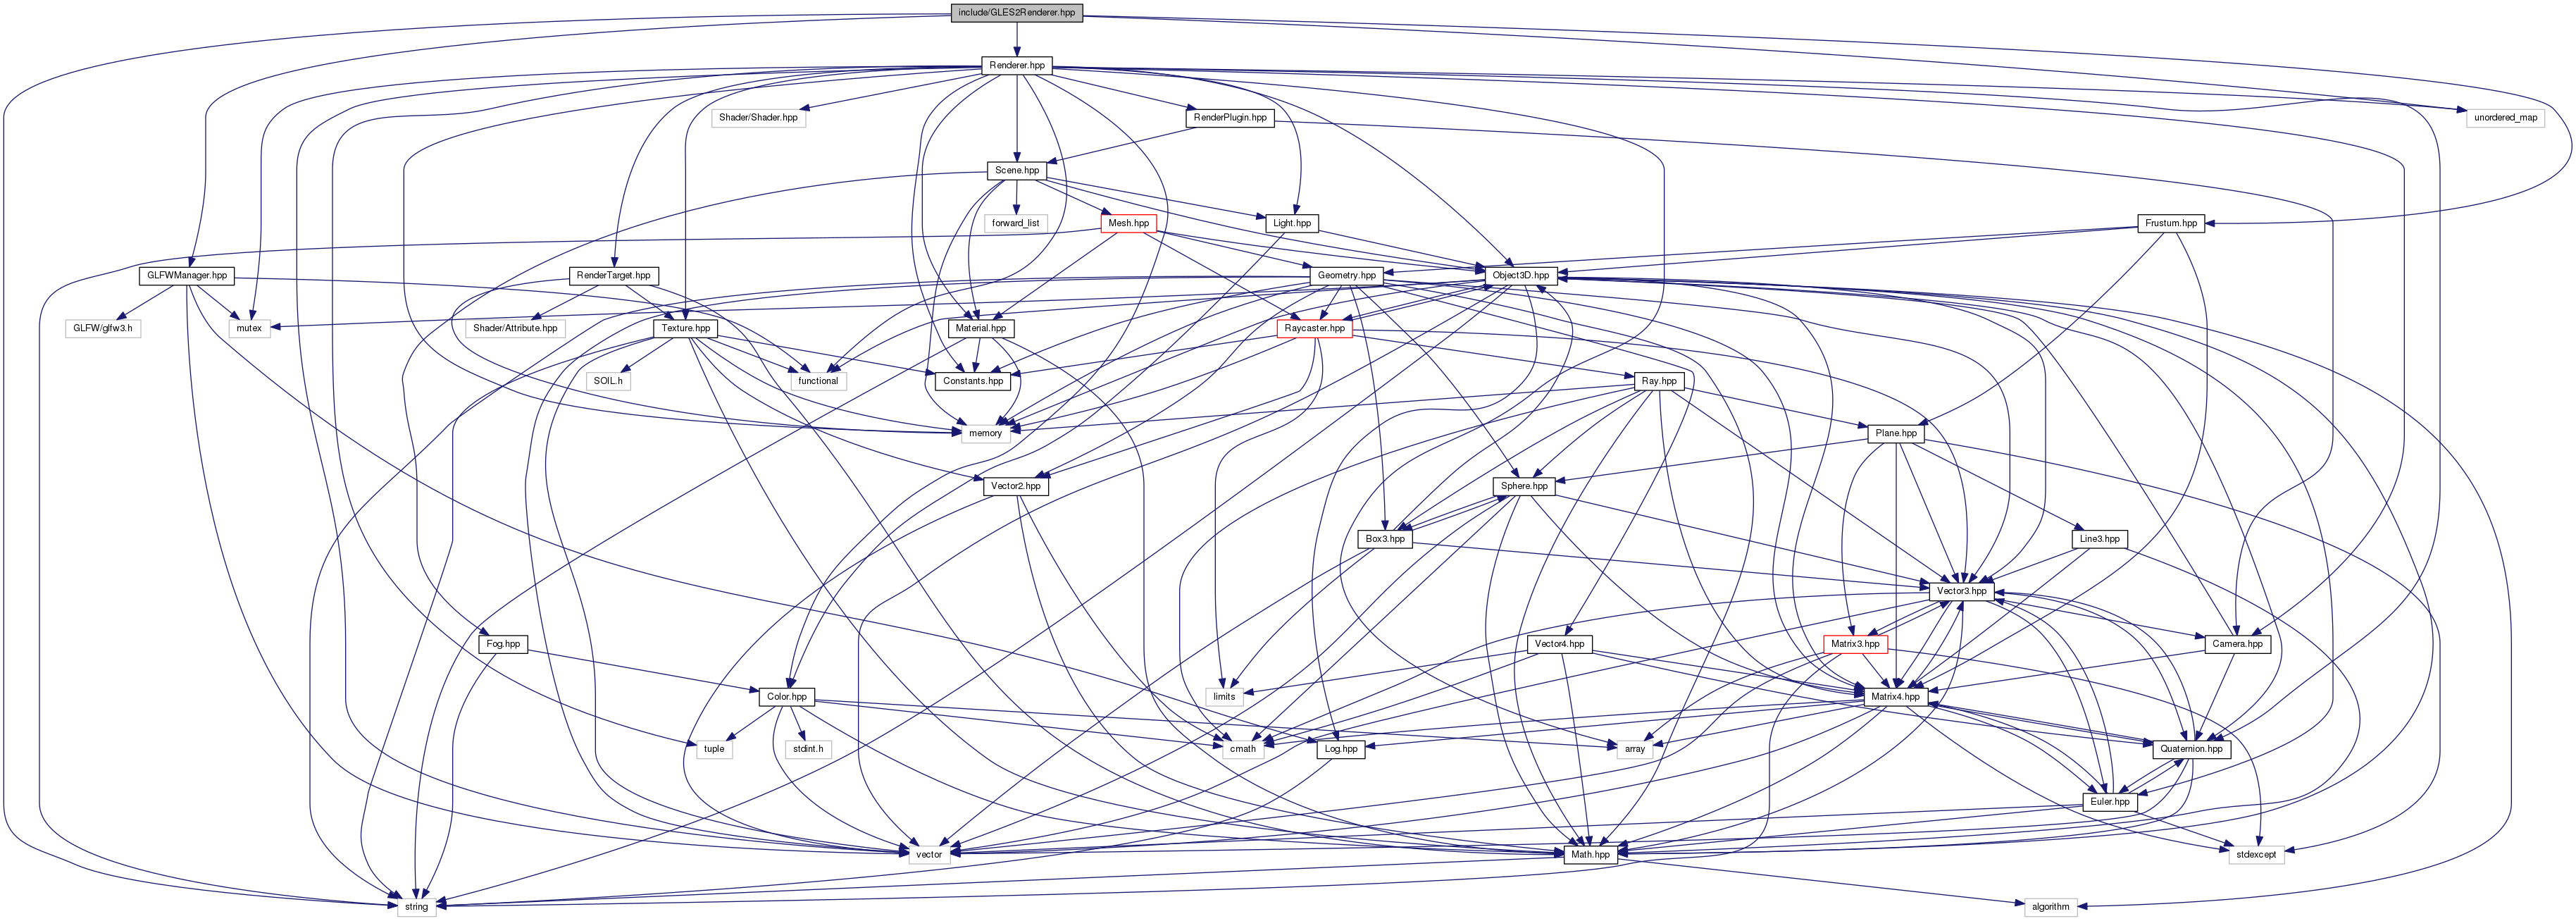 include/GLES2Renderer.hpp
Renderer.hpp
Shader/Shader.hpp
RenderPlugin.hpp
unordered_map
Scene.hpp
forward_list
Mesh.hpp
Light.hpp
Frustum.hpp
GLFWManager.hpp
RenderTarget.hpp
Geometry.hpp
Object3D.hpp
GLFW/glfw3.h
mutex
Shader/Attribute.hpp
Texture.hpp
Material.hpp
Raycaster.hpp
SOIL.h
functional
Constants.hpp
Ray.hpp
memory
Plane.hpp
Vector2.hpp
Sphere.hpp
Box3.hpp
Line3.hpp
Vector3.hpp
Fog.hpp
Vector4.hpp
Matrix3.hpp
Camera.hpp
Color.hpp
limits
Matrix4.hpp
tuple
stdint.h
cmath
Log.hpp
array
Quaternion.hpp
Euler.hpp
vector
Math.hpp
stdexcept
string
algorithm